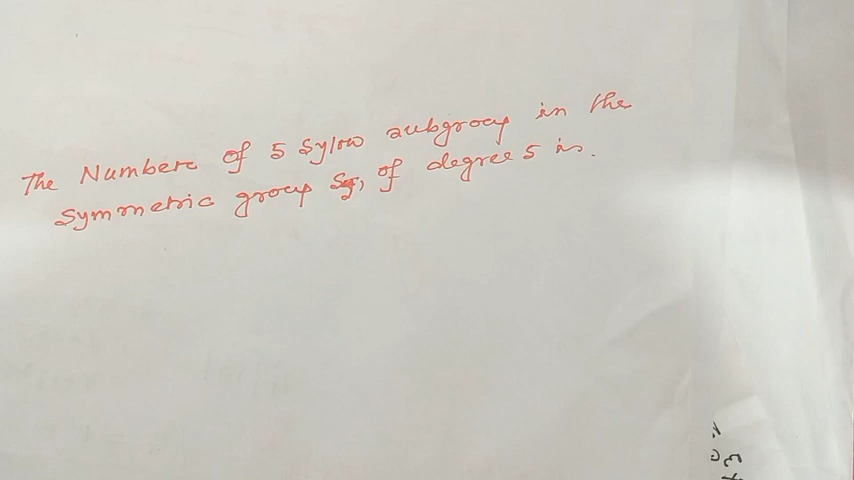 The Number of 5 Sylow subgroup in the
Symmetric group S5, of degree 5 is.